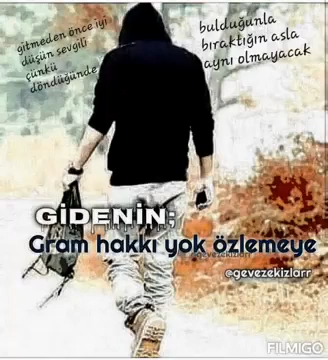 gitmeden önce iyi
düşün sevgili
çünkü
döndüğünde
bulduğunla
bıraktığın asla
aynı olmayacak
GİDENİN;
Gram hakkı yok özlemeye
@gevezekizlarr
FILMIGO